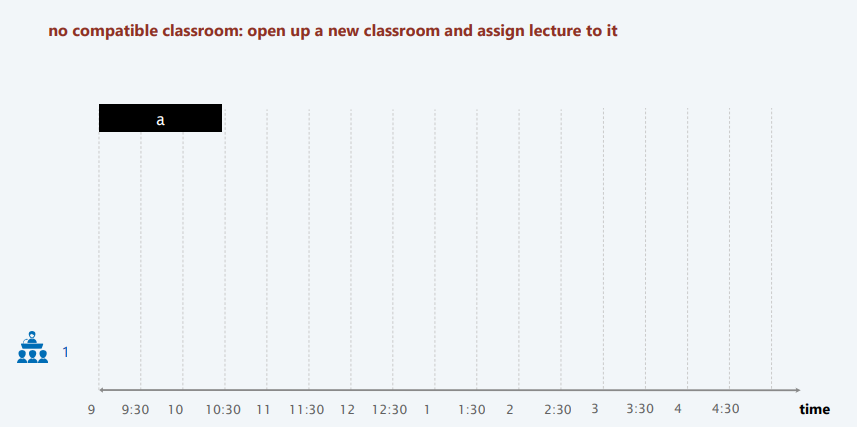 no compatible classroom: open up a new classroom and assign lecture to it
a
1
9 9:30 10 10:30 11 11:30 12 12:30 1 1:30 2 2:30 3 3:30 4 4:30 time